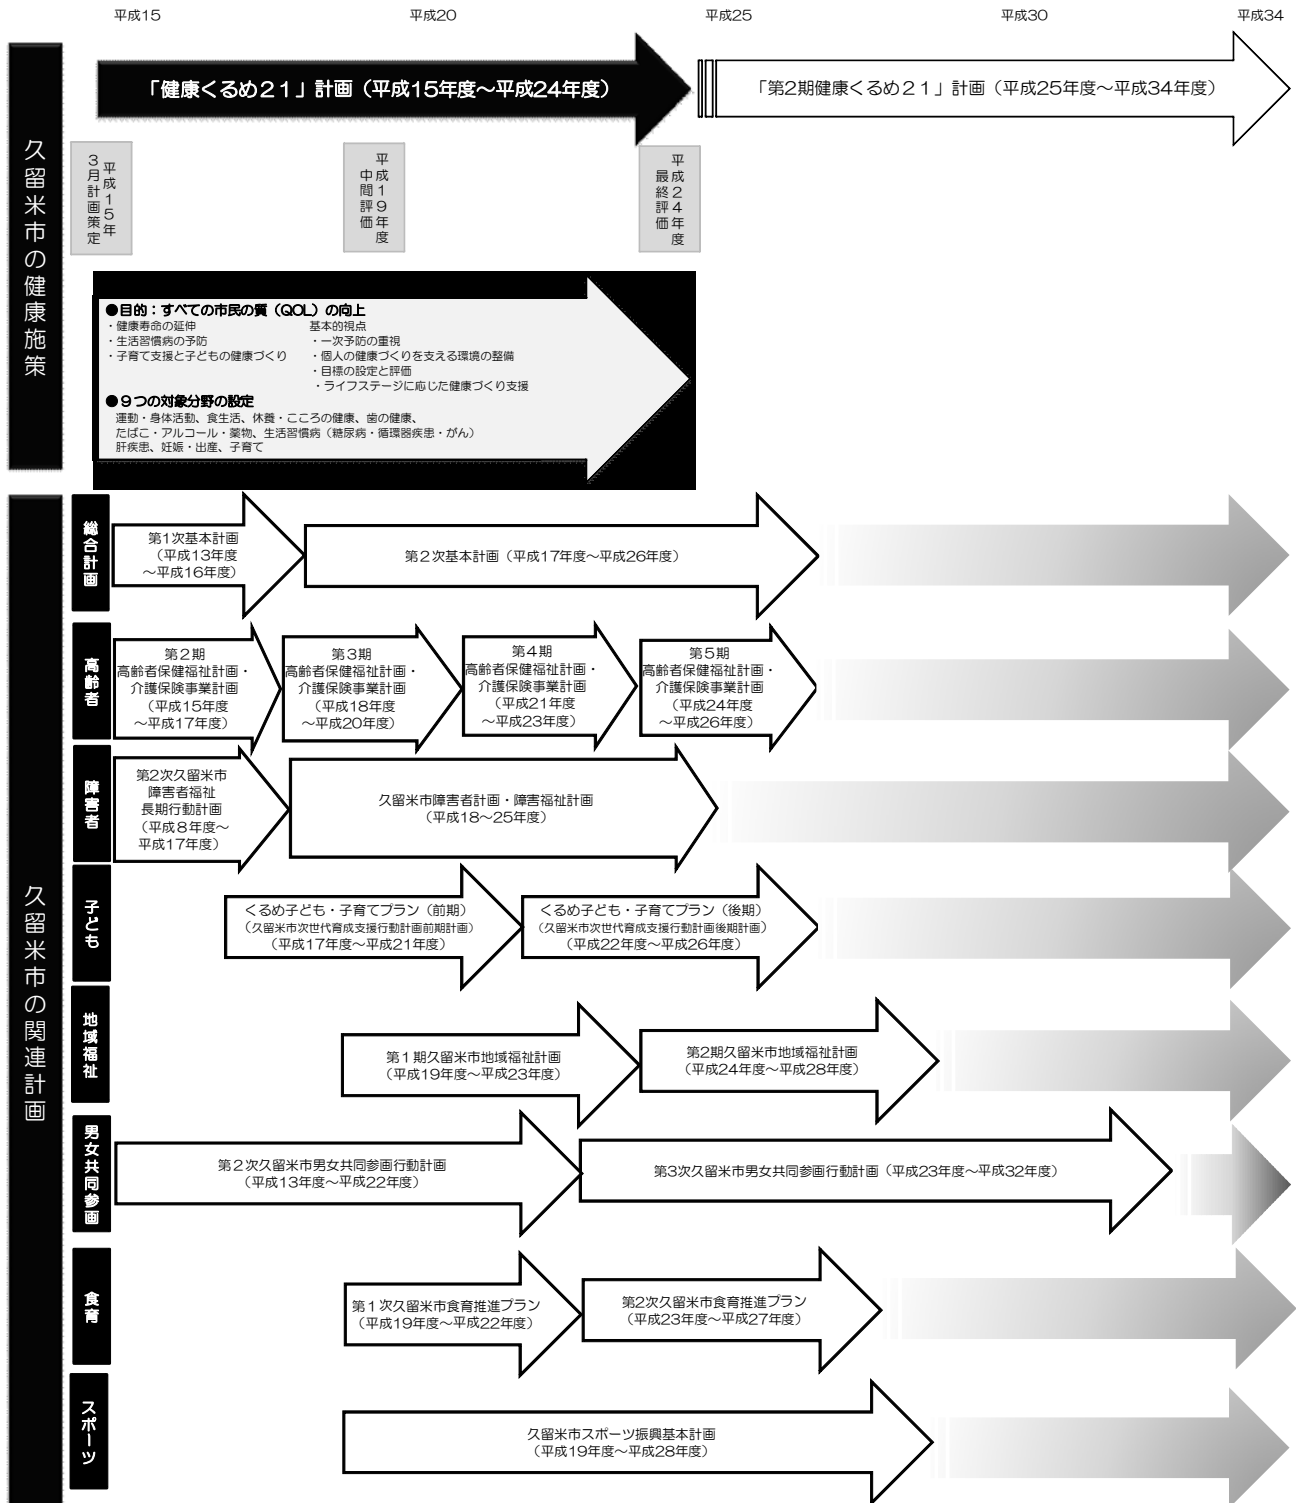 平成15
平成20
平成25
平成30
平成34
久留米市の健康施策
「健康くるめ２１」計画（平成15年度～平成24年度）
「第2期健康くるめ２１」計画（平成25年度～平成34年度）
平成１５年
３月計画策定
平成１９年度
中間評価
平成２４年度
最終評価
●目的：すべての市民の質（QOL）の向上
・健康寿命の延伸
・生活習慣病の予防
・子育て支援と子どもの健康づくり
基本的視点
・一次予防の重視
・個人の健康づくりを支える環境の整備
・目標の設定と評価
・ライフステージに応じた健康づくり支援
●９つの対象分野の設定
運動・身体活動、食生活、休養・こころの健康、歯の健康、
たばこ・アルコール・薬物、生活習慣病（糖尿病・循環器疾患・がん）
肝疾患、妊娠・出産、子育て
久留米市の関連計画
総合計画
第１次基本計画
（平成13年度
～平成16年度）
第２次基本計画（平成17年度～平成26年度）
高齢者
第２期
高齢者保健福祉計画・
介護保険事業計画
（平成15年度
～平成17年度）
第３期
高齢者保健福祉計画・
介護保険事業計画
（平成18年度
～平成20年度）
第４期
高齢者保健福祉計画・
介護保険事業計画
（平成21年度
～平成23年度）
第５期
高齢者保健福祉計画・
介護保険事業計画
（平成24年度
～平成26年度）
障害者
第2次久留米市
障害者福祉
長期行動計画
（平成８年度～
平成17年度）
久留米市障害者計画・障害福祉計画
（平成18～25年度）
子ども
くるめ子ども・子育てプラン（前期）
（久留米市次世代育成支援行動計画前期計画）
（平成17年度～平成21年度）
くるめ子ども・子育てプラン（後期）
（久留米市次世代育成支援行動計画後期計画）
（平成22年度～平成26年度）
地域福祉
第１期久留米市地域福祉計画
（平成19年度～平成23年度）
第2期久留米市地域福祉計画
（平成24年度～平成28年度）
男女共同参画
第２次久留米市男女共同参画行動計画
（平成13年度～平成22年度）
第3次久留米市男女共同参画行動計画（平成23年度～平成32年度）
食育
第１次久留米市食育推進プラン
（平成19年度～平成22年度）
第2次久留米市食育推進プラン
（平成23年度～平成27年度）
スポーツ
久留米市スポーツ振興基本計画
（平成19年度～平成28年度）